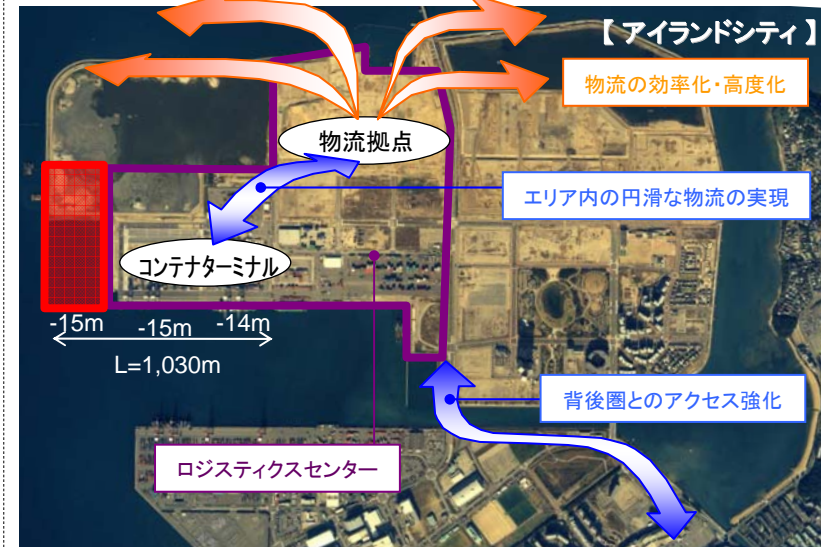 【アイランドシティ】
物流の効率化・高度化
物流拠点
エリア内の円滑な物流の実現
コンテナターミナル
-15m -15m -14m
L=1,030m
背後圏とのアクセス強化
ロジスティクスセンター